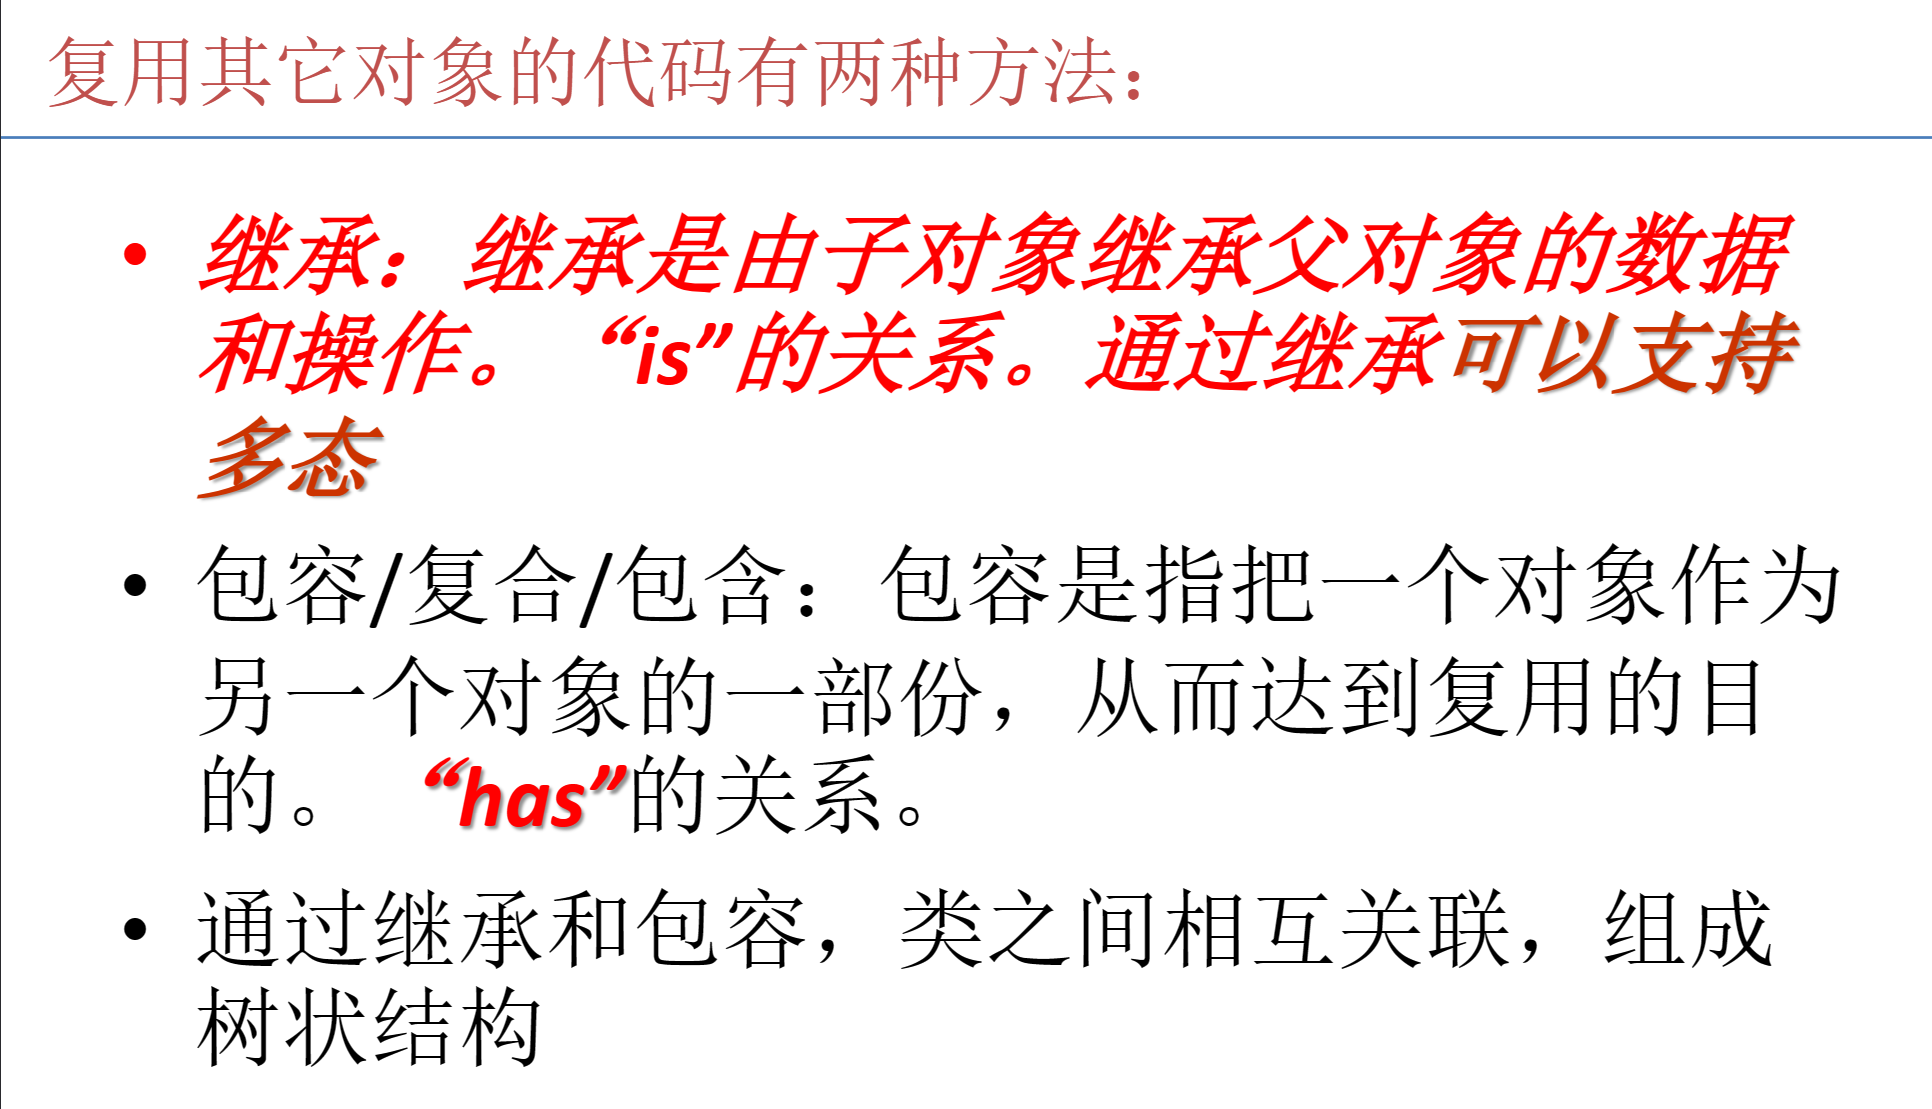 复用其它对象的代码有两种方法：
• 继承：继承是由子对象继承父对象的数据
和操作。 “is”的关系。通过继承可以支持
多态
• 包容/复合/包含：包容是指把一个对象作为
另一个对象的一部份，从而达到复用的目
的。 “has”的关系。
• 通过继承和包容，类之间相互关联，组成
树状结构